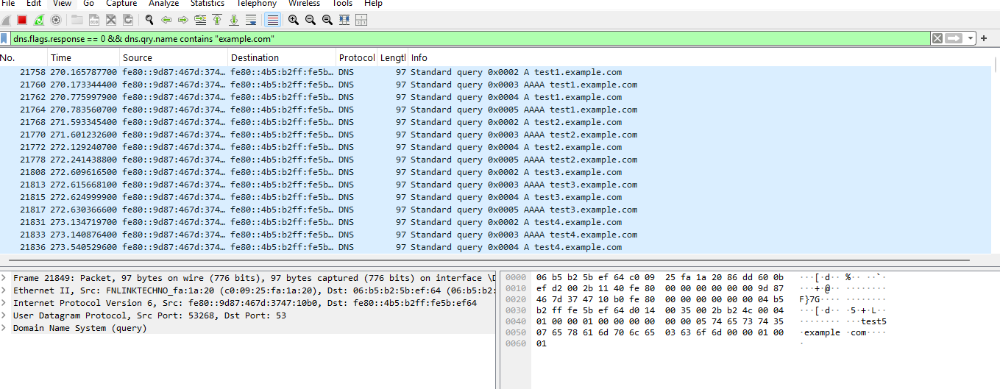 File Edit View Go Capture Analyze Statistics Telephony Wireless Tools Help
dns.flags.response == 0 && dns.qry.name contains "example.com"
No. Time Source Destination Protocol Lengtl Info
21758 270.165787700 fe80::9d87:467d:374… fe80::4b5:b2ff:fe5b… DNS 97 Standard query 0x0002 A test1.example.com
21760 270.173344400 fe80::9d87:467d:374… fe80::4b5:b2ff:fe5b… DNS 97 Standard query 0x0003 AAAA test1.example.com
21762 270.775997900 fe80::9d87:467d:374… fe80::4b5:b2ff:fe5b… DNS 97 Standard query 0x0004 A test1.example.com
21764 270.783560700 fe80::9d87:467d:374… fe80::4b5:b2ff:fe5b… DNS 97 Standard query 0x0005 AAAA test1.example.com
21768 271.593345400 fe80::9d87:467d:374… fe80::4b5:b2ff:fe5b… DNS 97 Standard query 0x0002 A test2.example.com
21770 271.601232600 fe80::9d87:467d:374… fe80::4b5:b2ff:fe5b… DNS 97 Standard query 0x0003 AAAA test2.example.com
21772 272.129240700 fe80::9d87:467d:374… fe80::4b5:b2ff:fe5b… DNS 97 Standard query 0x0004 A test2.example.com
21778 272.241438800 fe80::9d87:467d:374… fe80::4b5:b2ff:fe5b… DNS 97 Standard query 0x0005 AAAA test2.example.com
21808 272.609616500 fe80::9d87:467d:374… fe80::4b5:b2ff:fe5b… DNS 97 Standard query 0x0002 A test3.example.com
21813 272.615668100 fe80::9d87:467d:374… fe80::4b5:b2ff:fe5b… DNS 97 Standard query 0x0003 AAAA test3.example.com
21815 272.624999900 fe80::9d87:467d:374… fe80::4b5:b2ff:fe5b… DNS 97 Standard query 0x0004 A test3.example.com
21817 272.630366600 fe80::9d87:467d:374… fe80::4b5:b2ff:fe5b… DNS 97 Standard query 0x0005 AAAA test3.example.com
21831 273.134719700 fe80::9d87:467d:374… fe80::4b5:b2ff:fe5b… DNS 97 Standard query 0x0002 A test4.example.com
21833 273.140876400 fe80::9d87:467d:374… fe80::4b5:b2ff:fe5b… DNS 97 Standard query 0x0003 AAAA test4.example.com
21836 273.540529600 fe80::9d87:467d:374… fe80::4b5:b2ff:fe5b… DNS 97 Standard query 0x0004 A test4.example.com
Frame 21849: Packet, 97 bytes on wire (776 bits), 97 bytes captured (776 bits) on interface \D
Ethernet II, Src: FNLINKTECHNO_fa:1a:20 (c0:09:25:fa:1a:20), Dst: 06:b5:b2:5b:ef:64 (06:b5:b2:
Internet Protocol Version 6, Src: fe80::9d87:467d:3747:10b0, Dst: fe80::4b5:b2ff:fe5b:ef64
User Datagram Protocol, Src Port: 53268, Dst Port: 53
Domain Name System (query)
0000 06 b5 b2 5b ef 64 c0 09 25 fa 1a 20 86 dd 60 0b ···[·d·· %·· ··`·
0010 ef d2 00 2b 11 40 fe 80 00 00 00 00 00 00 9d 87 ···+·@·· ········
0020 46 7d 37 47 10 b0 fe 80 00 00 00 00 00 00 04 b5 F}7G···· ········
0030 b2 ff fe 5b ef 64 d0 14 00 35 00 2b b2 4c 00 04 ···[·d·· ·5·+·L··
0040 01 00 00 01 00 00 00 00 00 00 05 74 65 73 74 35 ········ ···test5
0050 07 65 78 61 6d 70 6c 65 03 63 6f 6d 00 00 01 00 ·example ·com····
0060 01 ·